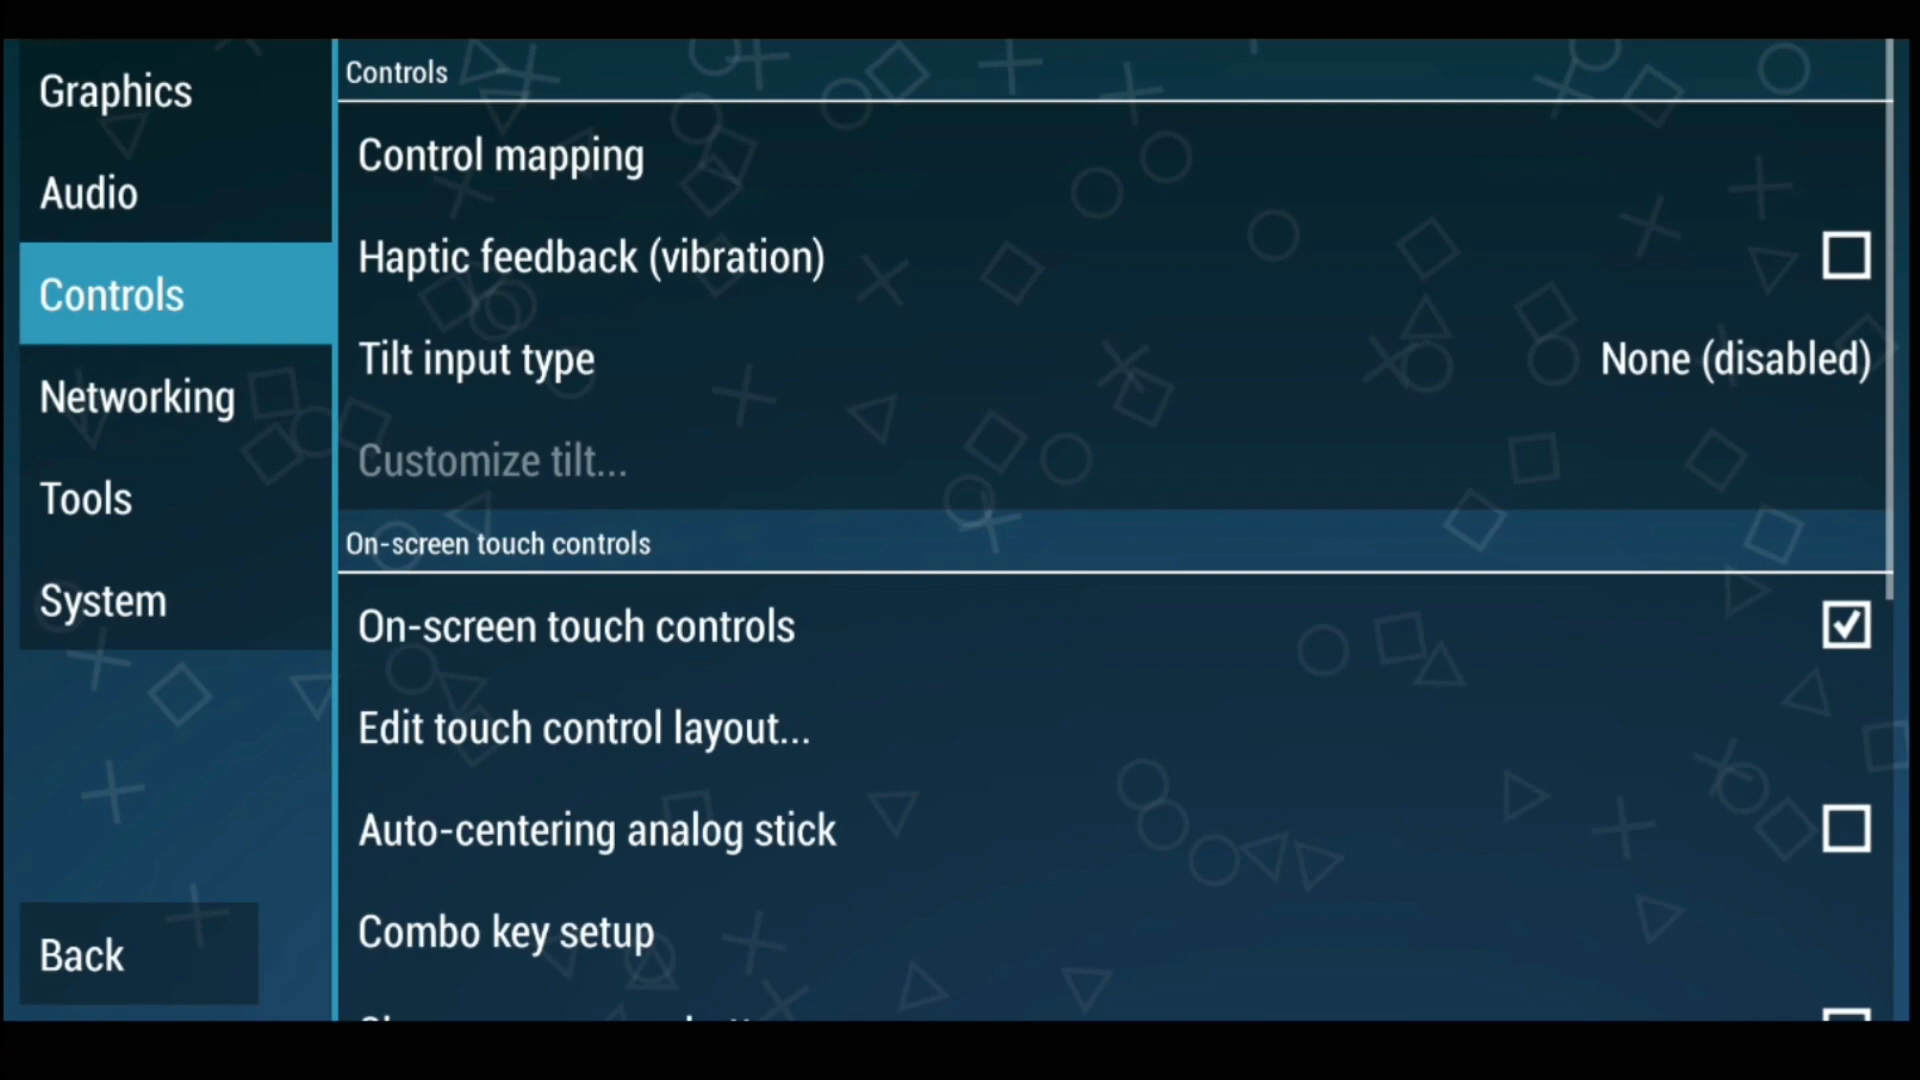 Graphics
Audio
Controls
Networking
Tools
System
Back
Controls
Control mapping
Haptic feedback (vibration)
Tilt input type
None (disabled)
Customize tilt...
On-screen touch controls
On-screen touch controls
Edit touch control layout...
Auto-centering analog stick
Combo key setup